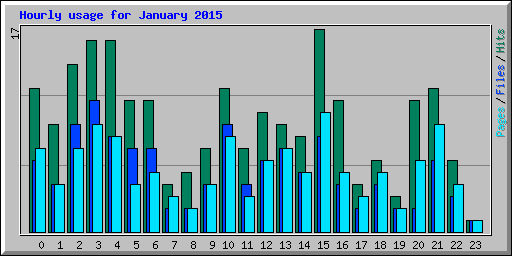 Hourly usage for January 2015
17
Pages / Files / Hits
0 1 2 3 4 5 6 7 8 9 10 11 12 13 14 15 16 17 18 19 20 21 22 23